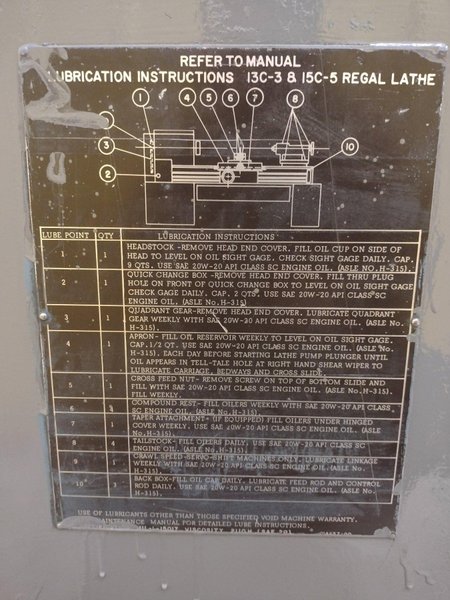 REFER TO MANUAL
LUBRICATION INSTRUCTIONS 13C-3 & 15C-5 REGAL LATHE
1 4 5 6 7 8
3
2
10
LUBE POINT QTY LUBRICATION INSTRUCTIONS
1 1 HEADSTOCK -REMOVE HEAD END COVER. FILL OIL CUP ON SIDE OF
HEAD TO LEVEL ON OIL SIGHT GAGE. CHECK SIGHT GAGE DAILY. CAP.
9 QTS. USE SAE 20W-20 API CLASS SC ENGINE OIL. (ASLE NO. H-315).
2 1 QUICK CHANGE BOX - REMOVE HEAD END COVER. FILL THRU PLUG
HOLE ON FRONT OF QUICK CHANGE BOX TO LEVEL ON OIL SIGHT GAGE
CHECK GAGE DAILY. CAP. 2 QTS. USE SAE 20W-20 API CLASS SC
ENGINE OIL, (ASLE No. H-315)
3 1 QUADRANT GEAR-REMOVE HEAD END COVER. LUBRICATE QUADRANT
GEAR WEEKLY WITH SAE 20W-20 API CLASS SC ENGINE OIL. (ASLE No.
H-315).
4 1 APRON- FILL OIL RESERVOIR WEEKLY TO LEVEL ON OIL SIGHT GAGE.
CAP. 1/2 QT. USE SAE 20W-20 API CLASS SC ENGINE OIL. (ASLE No.
H-315). EACH DAY BEFORE STARTING LATHE PUMP PLUNGER UNTIL
OIL APPEARS IN TELL-TALE HOLE AT RIGHT HAND SHEAR WIPER TO
LUBRICATE CARRIAGE, BEDWAYS AND CROSS SLIDE.
5 1 CROSS FEED NUT- REMOVE SCREW ON TOP OF BOTTOM SLIDE AND
FILL WITH SAE 20W-20 API CLASS SC ENGINE OIL. (ASLE No. H-315).
FILL WEEKLY.
6 3 COMPOUND REST- FILL OILERS WEEKLY WITH SAE 20W-20 API CLASS
SC ENGINE OIL. (ASLE No. H-315).
7 1 TAPER ATTACHMENT- (IF EQUIPPED) FILL OILERS UNDER HINGED
COVER WEEKLY. USE SAE 20W-20 API CLASS SC ENGINE OIL. (ASLE
No. H-315).
8 4 TAILSTOCK- FILL OILERS DAILY. USE SAE 20W-20 API CLASS SC
ENGINE OIL. (ASLE No. H-315).
9 1 CRAWL SPEED-SERVO-SHIFT MACHINES ONLY. LUBRICATE LINKAGE
WEEKLY WITH SAE 20W-20 API CLASS SC ENGINE OIL. (ASLE No.
H-315).
10 BACK BOX-FILL OIL CAP DAILY. LUBRICATE FEED ROD AND CONTROL
ROD DAILY. USE SAE 20W-20 API CLASS SC ENGINE OIL. (ASLE No.
H-315).
USE OF LUBRICANTS OTHER THAN THOSE SPECIFIED VOID MACHINE WARRANTY.
MAINTENANCE MANUAL FOR DETAILED LUBE INSTRUCTIONS.
VISCOSITY